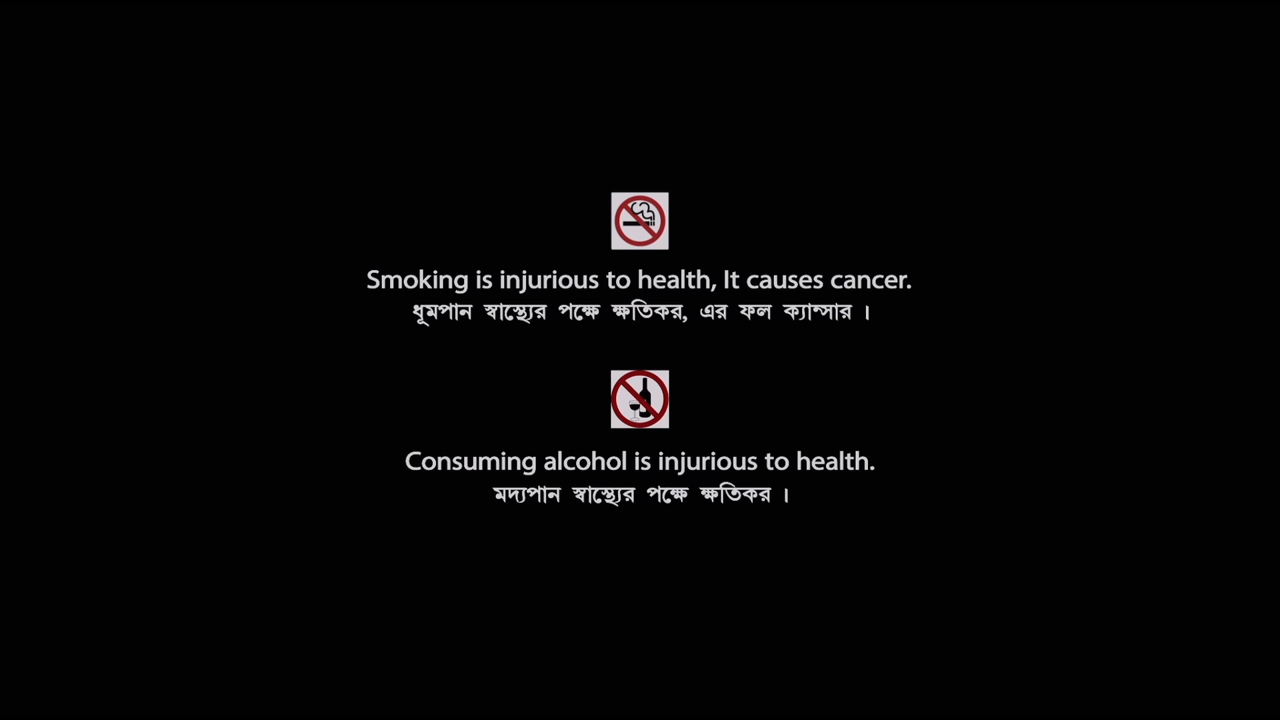 Smoking is injurious to health, It causes cancer.
ধূমপান স্বাস্থ্যের পক্ষে ক্ষতিকর, এর ফল ক্যান্সার ।
Consuming alcohol is injurious to health.
মদ্যপান স্বাস্থ্যের পক্ষে ক্ষতিকর ।